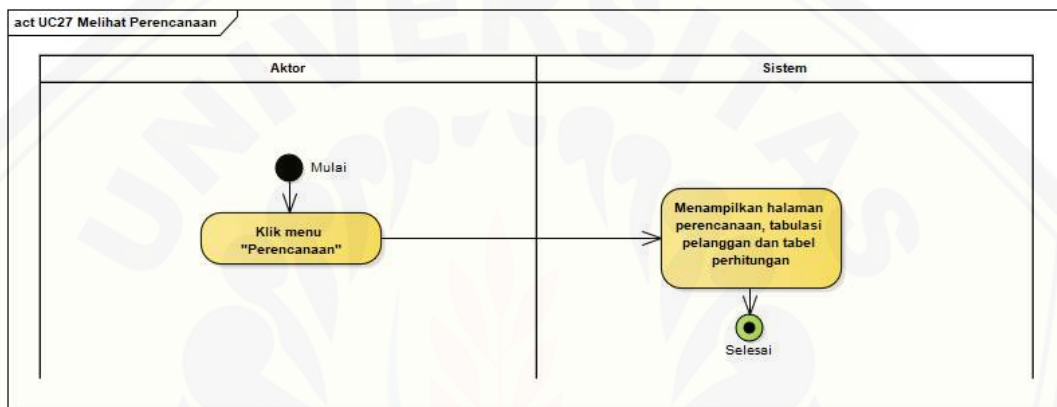 act UC27 Melihat Perencanaan
Aktor
Sistem
Mulai
Klik menu
"Perencanaan"
Menampilkan halaman
perencanaan, tabulasi
pelanggan dan tabel
perhitungan
Selesai
UNIVERSITAS